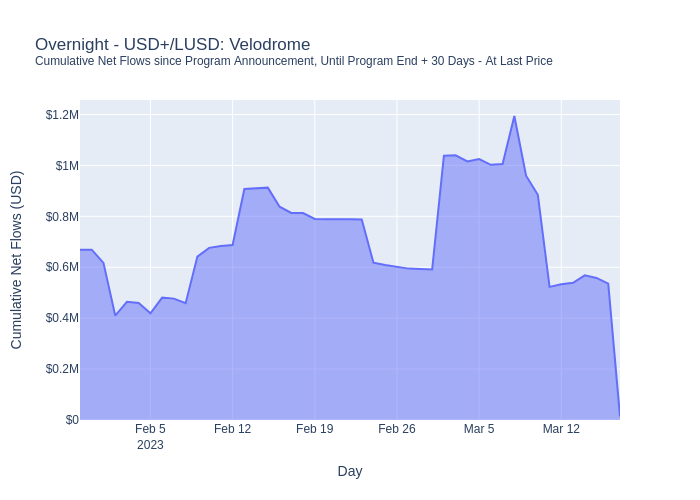 Overnight - USD+/LUSD: Velodrome
Cumulative Net Flows since Program Announcement, Until Program End + 30 Days - At Last Price
Cumulative Net Flows (USD)
$1.2M
$1M
$0.8M
$0.6M
$0.4M
$0.2M
$0
Feb 5
2023
Feb 12
Feb 19
Feb 26
Mar 5
Mar 12
Day